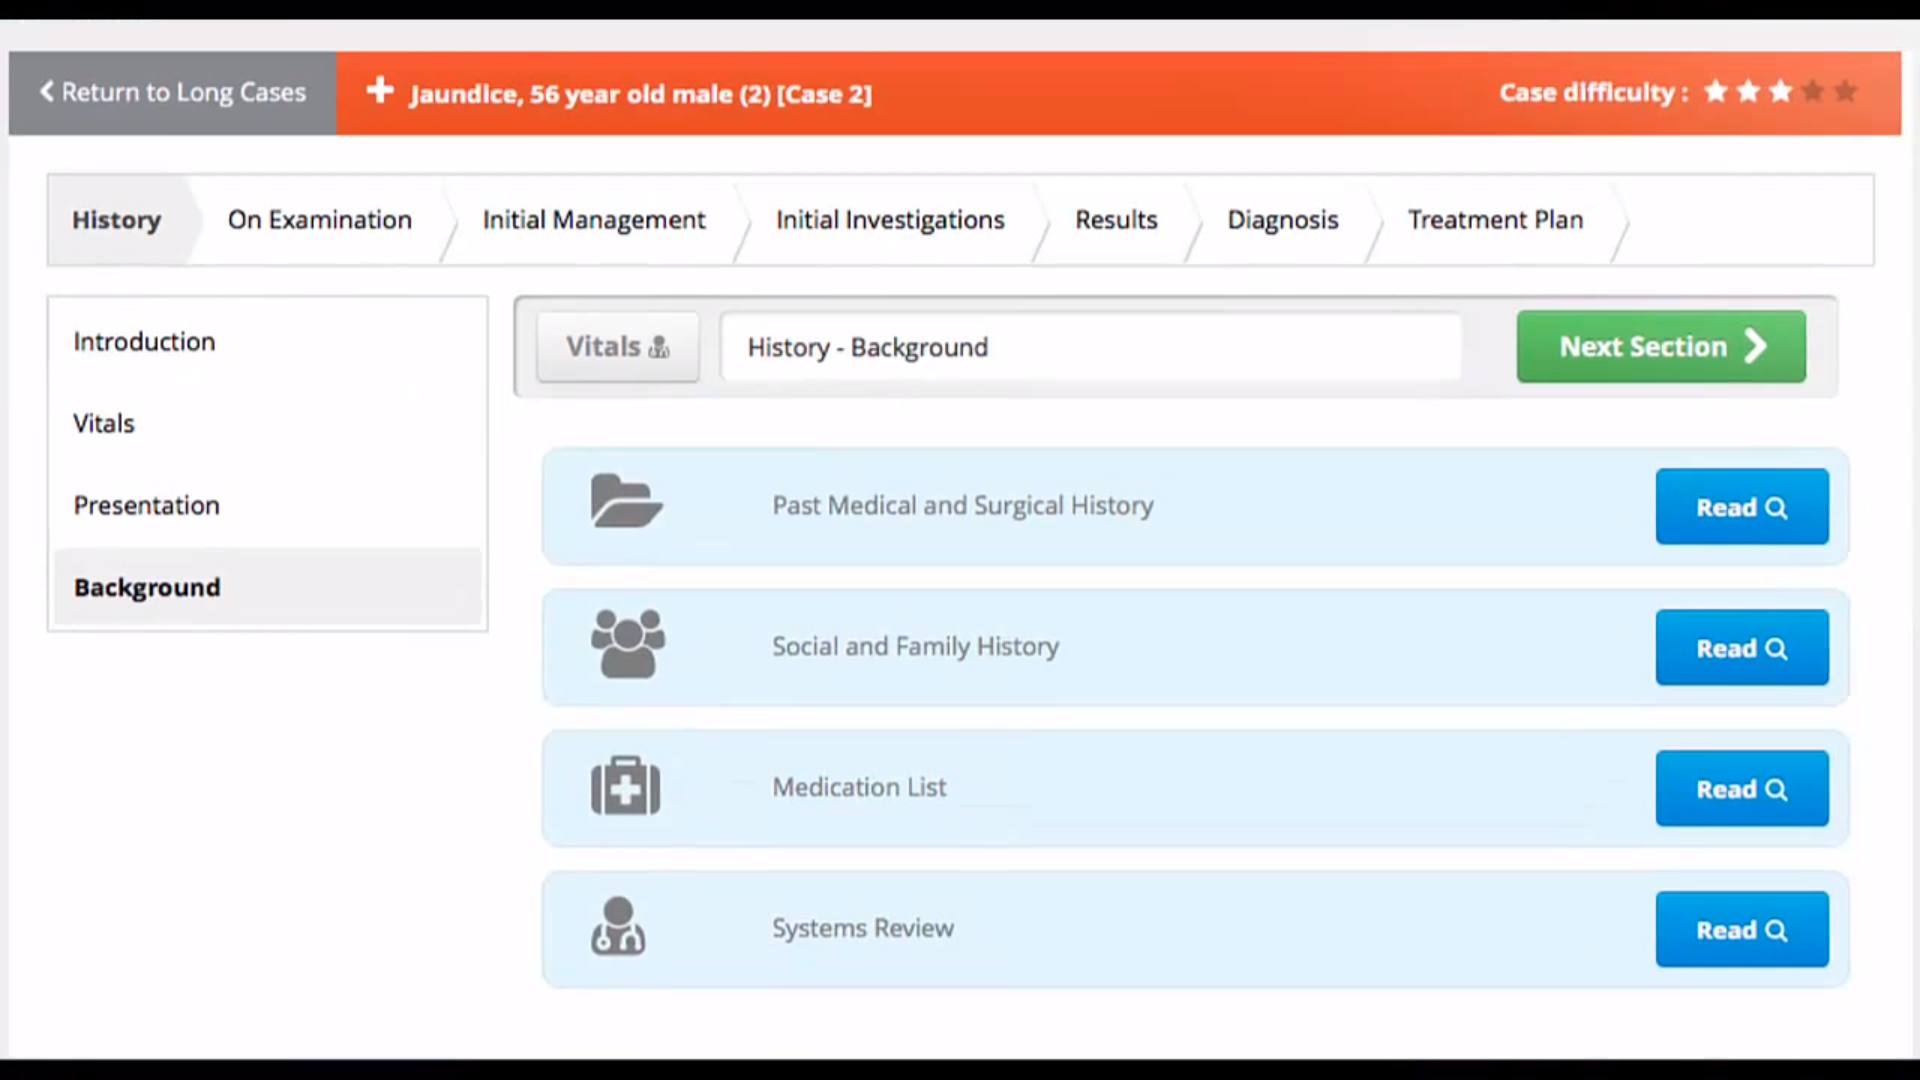 Return to Long Cases
Jaundice, 56 year old male (2) [Case 2]
Case difficulty :
History
On Examination
Initial Management
Initial Investigations
Results
Diagnosis
Treatment Plan
Introduction
Vitals
Presentation
Background
Vitals
History - Background
Next Section
Past Medical and Surgical History
Read
Social and Family History
Read
Medication List
Read
Systems Review
Read